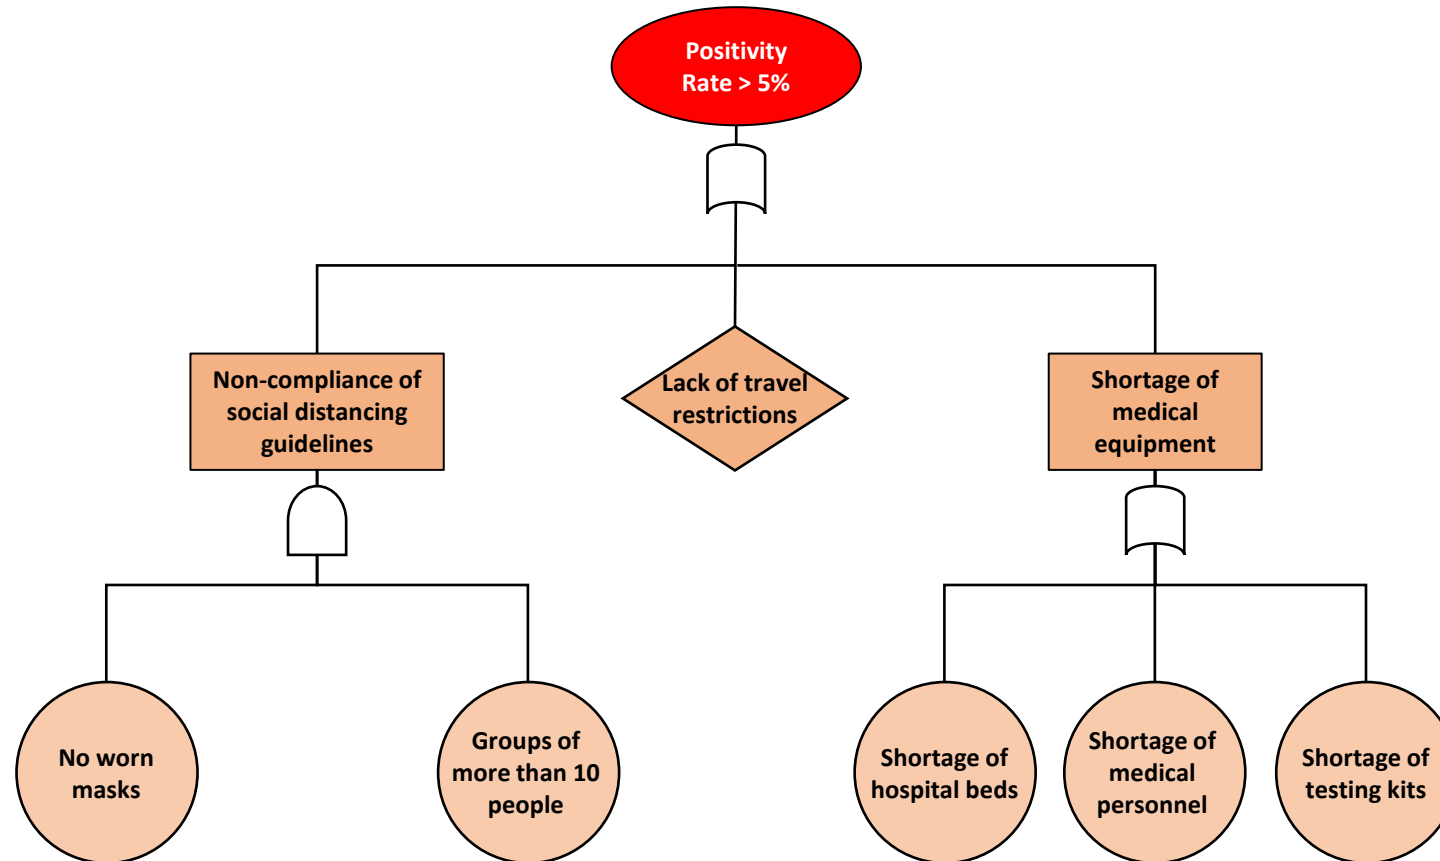 Positivity
Rate > 5%
Non-compliance of
social distancing
guidelines
Lack of travel
restrictions
Shortage of
medical
equipment
No worn
masks
Groups of
more than 10
people
Shortage of
hospital beds
Shortage of
medical
personnel
Shortage of
testing kits